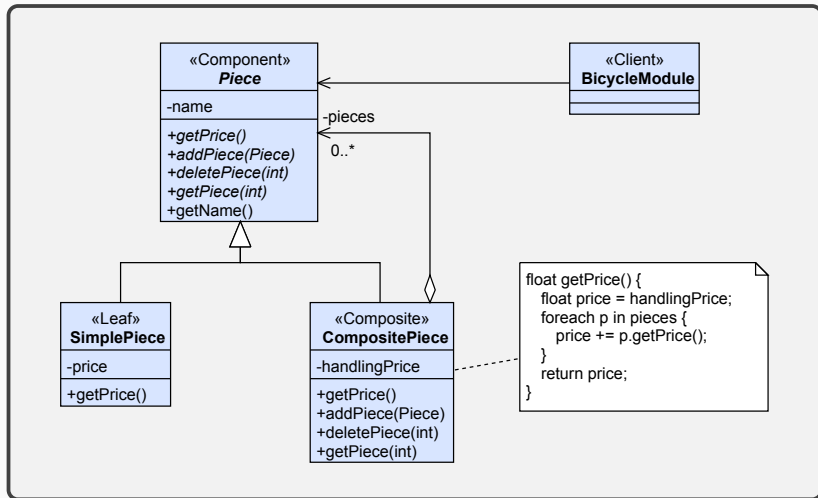 «Component»
Piece
-name
+getPrice()
+addPiece(Piece)
+deletePiece(int)
+getPiece(int)
+getName()
«Client»
BicycleModule
-pieces
0..*
«Leaf»
SimplePiece
-price
+getPrice()
«Composite»
CompositePiece
-handlingPrice
+getPrice()
+addPiece(Piece)
+deletePiece(int)
+getPiece(int)
float getPrice() {
float price = handlingPrice;
foreach p in pieces {
price += p.getPrice();
}
return price;
}